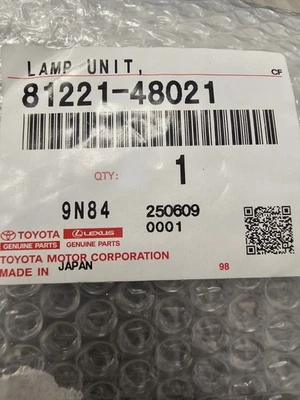 LAMP UNIT,
CF
81221-48021
QTY: 1
9N84 250609
0001
TOYOTA LEXUS
GENUINE PARTS GENUINE PARTS
TOYOTA MOTOR CORPORATION
MADE IN JAPAN 98